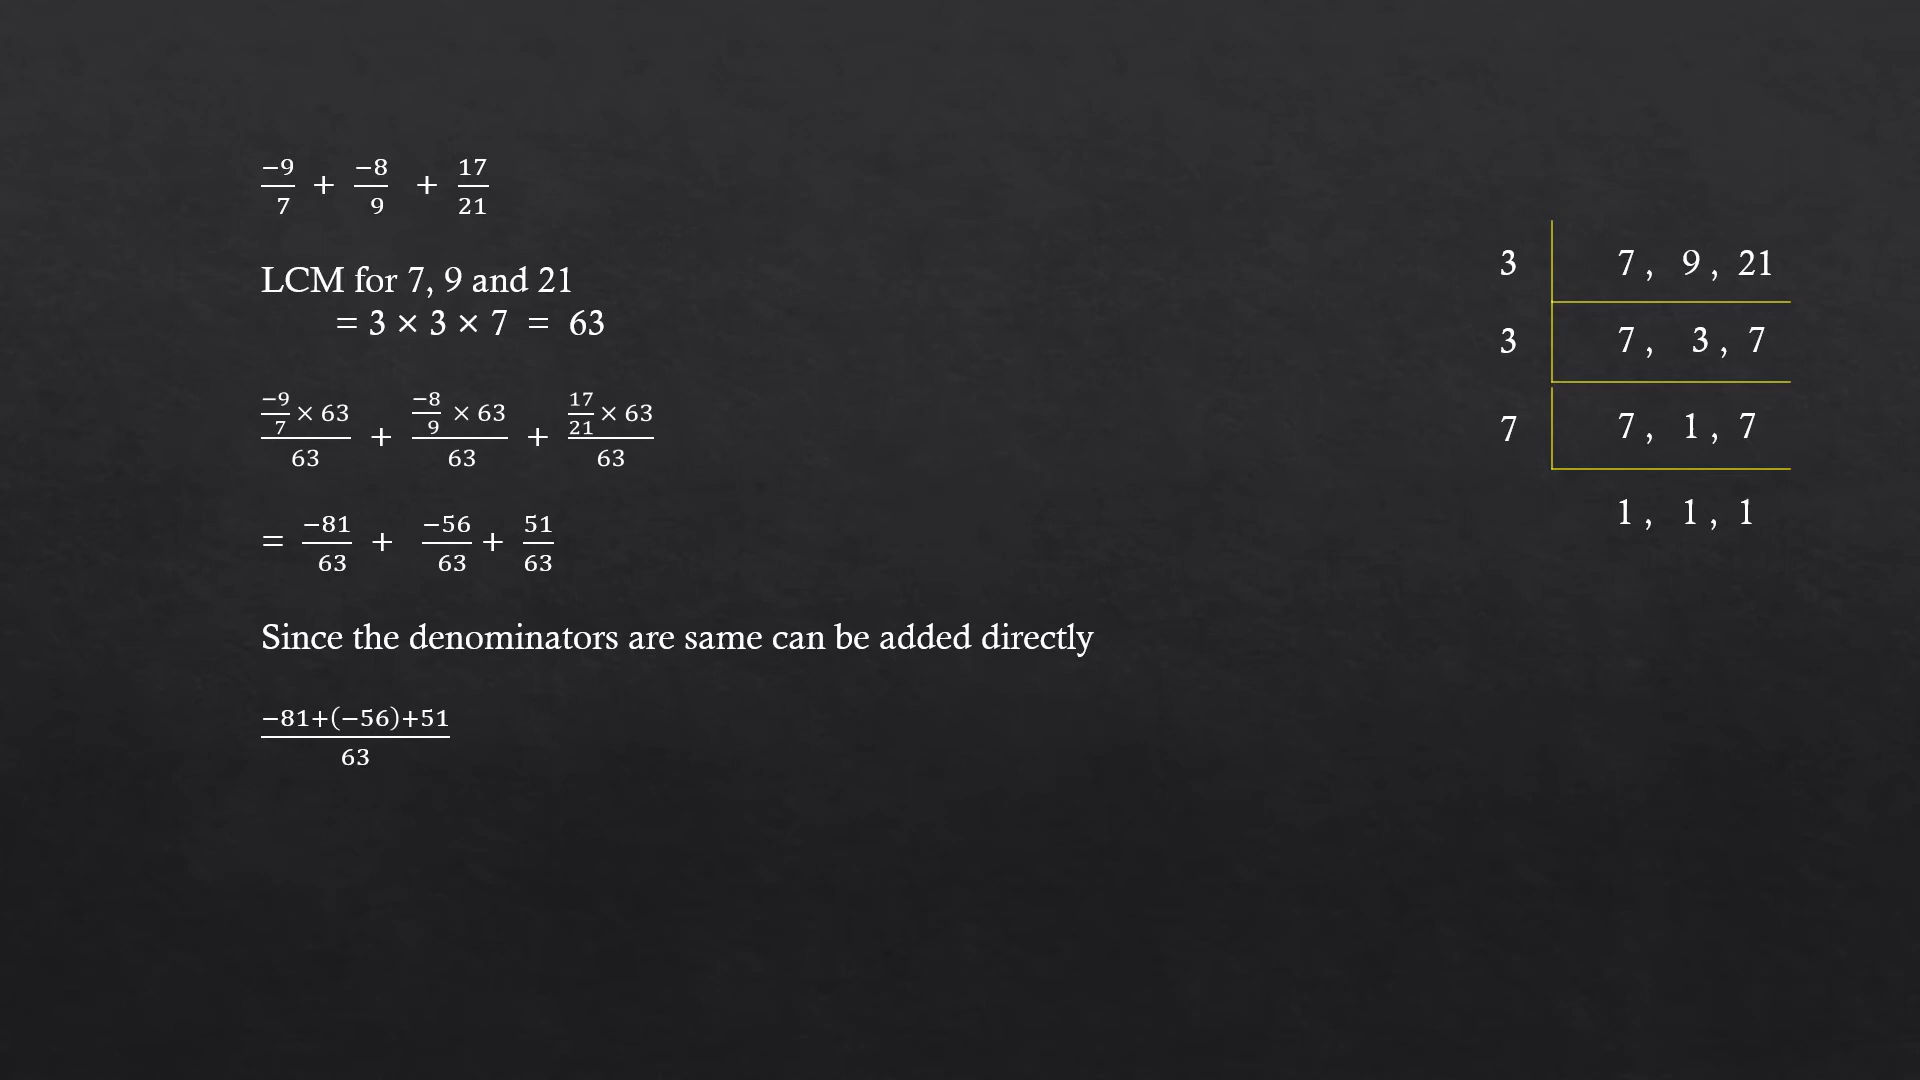 −9/7 + −8/9 + 17/21
LCM for 7, 9 and 21
= 3 × 3 × 7 = 63
(−9/7 × 63)/63 + (−8/9 × 63)/63 + (17/21 × 63)/63
= −81/63 + −56/63 + 51/63
Since the denominators are same can be added directly
(−81+(−56)+51)/63
3 7 , 9 , 21
3 7 , 3 , 7
7 7 , 1 , 7
1 , 1 , 1